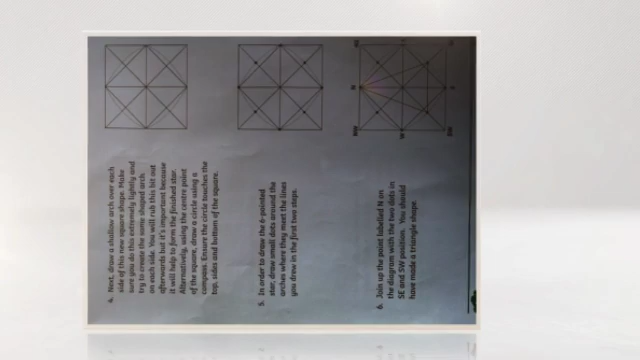 4. Next, draw a shallow arch over each
side of this new square shape. Make
sure you do this extremely lightly and
try to create the same shaped arch
on each side. You will rub this bit out
afterwards but it's important because
it will help to form the finished star.
Alternatively, using the centre point
of the square, draw a circle using a
compass. Ensure the circle touches the
top, sides and bottom of the square.
5. In order to draw the 6-pointed
star, draw small dots around the
arches where they meet the lines
you drew in the first two steps.
6. Join up the point labelled N on
the diagram with the two dots in
SE and SW position. You should
have made a triangle shape.
N